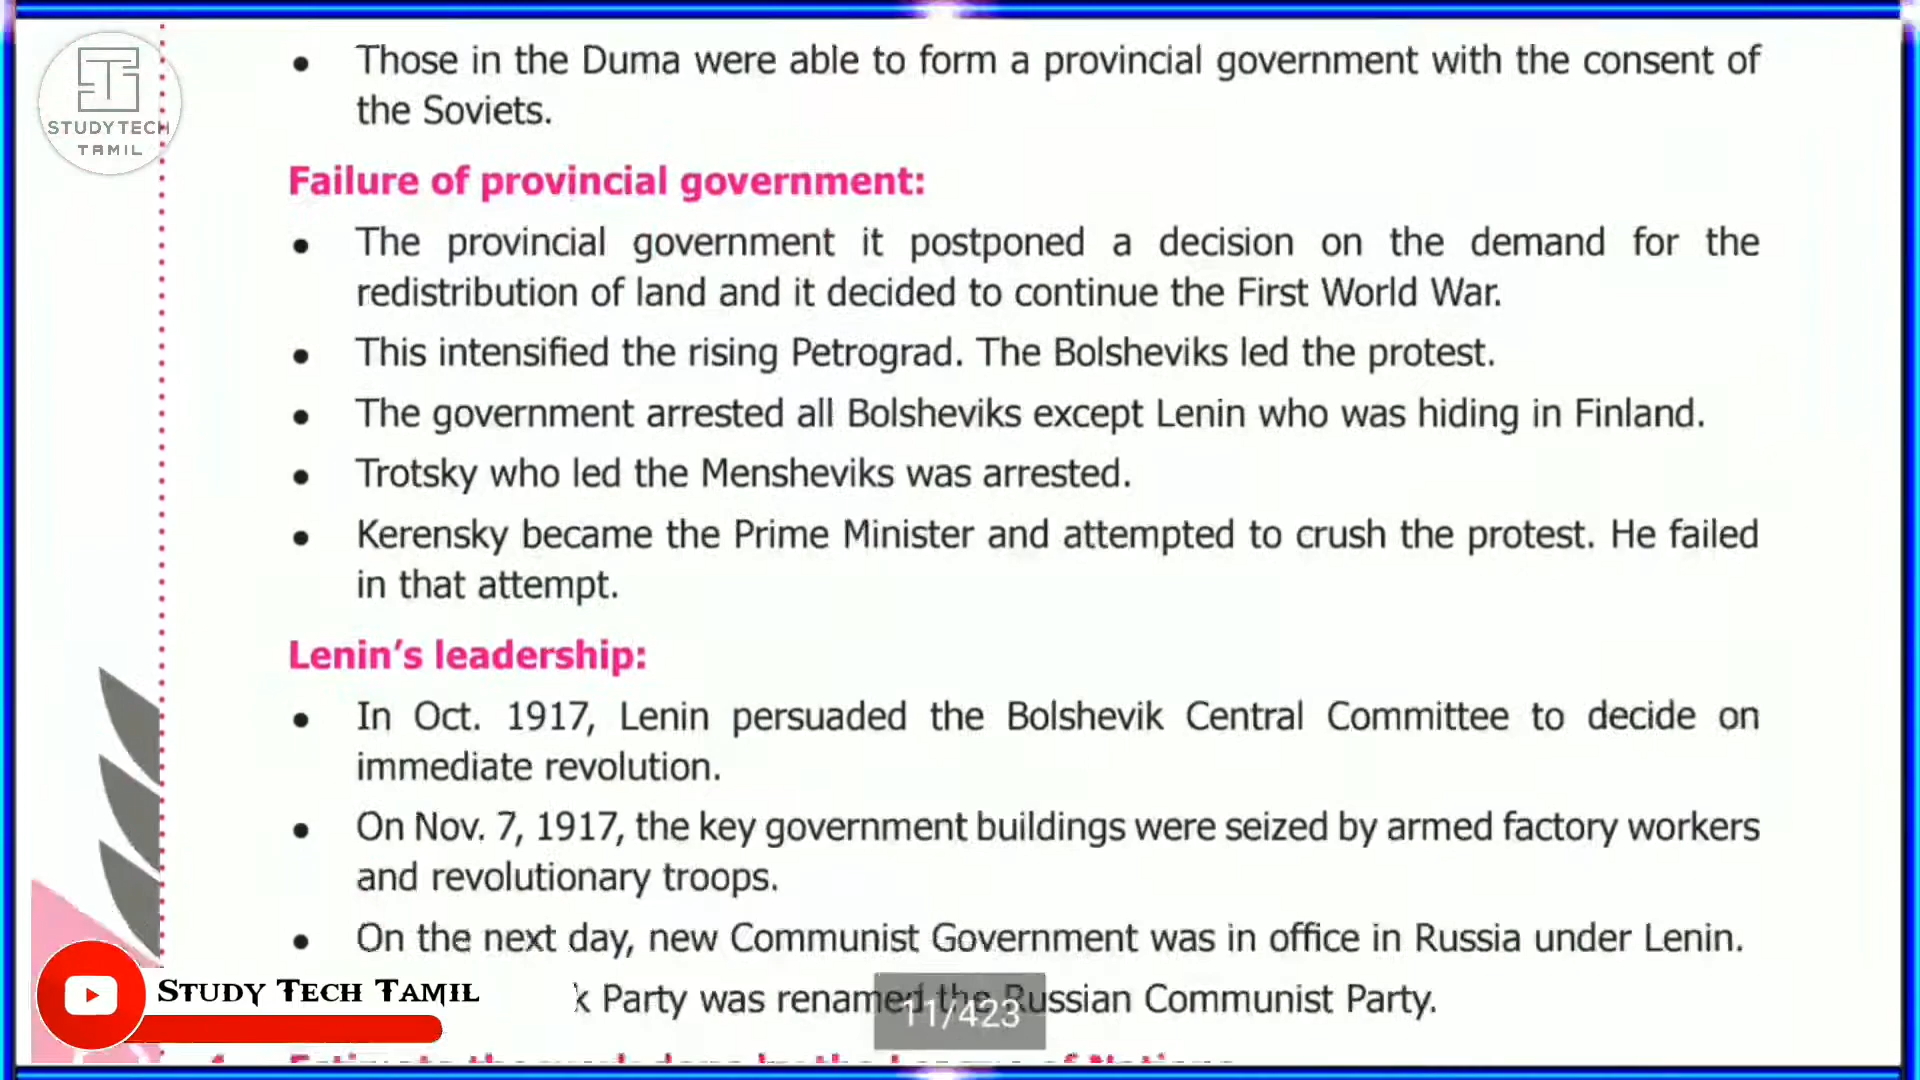 STUDYTECH
TAMIL
• Those in the Duma were able to form a provincial government with the consent of
the Soviets.
Failure of provincial government:
• The provincial government it postponed a decision on the demand for the
redistribution of land and it decided to continue the First World War.
• This intensified the rising Petrograd. The Bolsheviks led the protest.
• The government arrested all Bolsheviks except Lenin who was hiding in Finland.
• Trotsky who led the Mensheviks was arrested.
• Kerensky became the Prime Minister and attempted to crush the protest. He failed
in that attempt.
Lenin's leadership:
• In Oct. 1917, Lenin persuaded the Bolshevik Central Committee to decide on
immediate revolution.
• On Nov. 7, 1917, the key government buildings were seized by armed factory workers
and revolutionary troops.
• On the next day, new Communist Government was in office in Russia under Lenin.
k Party was renamed the Russian Communist Party.
STUDY TECH TAMIL
11/423